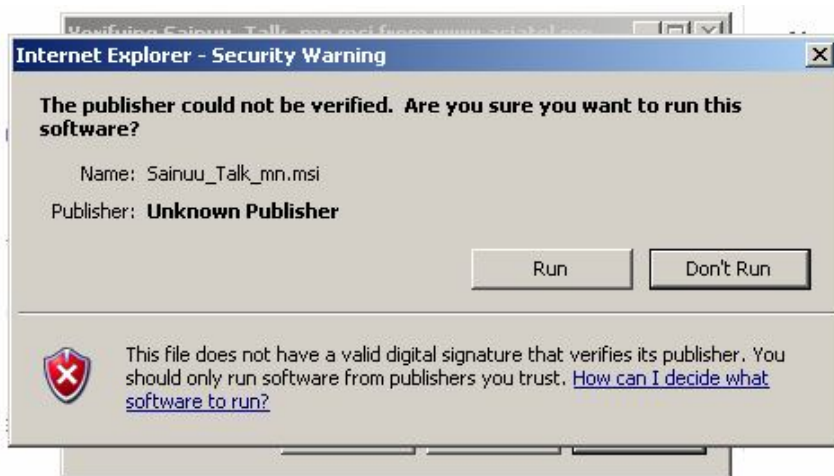 Internet Explorer - Security Warning
The publisher could not be verified. Are you sure you want to run this
software?
Name: Sainuu_Talk_mn.msi
Publisher: Unknown Publisher
Run
Don't Run
This file does not have a valid digital signature that verifies its publisher. You
should only run software from publishers you trust. How can I decide what
software to run?